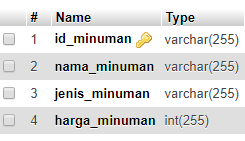 # Name Type
1 id_minuman varchar(255)
2 nama_minuman varchar(255)
3 jenis_minuman varchar(255)
4 harga_minuman int(255)